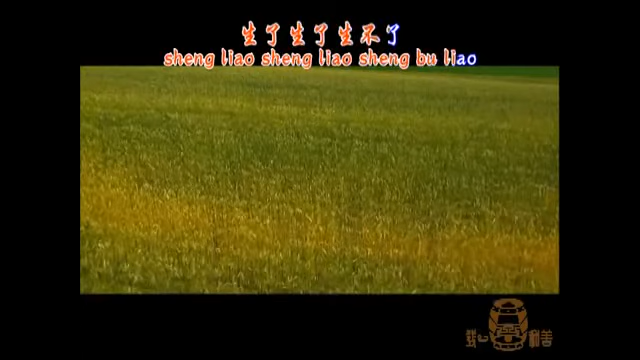 生了生了生不了
sheng liao sheng liao sheng bu liao